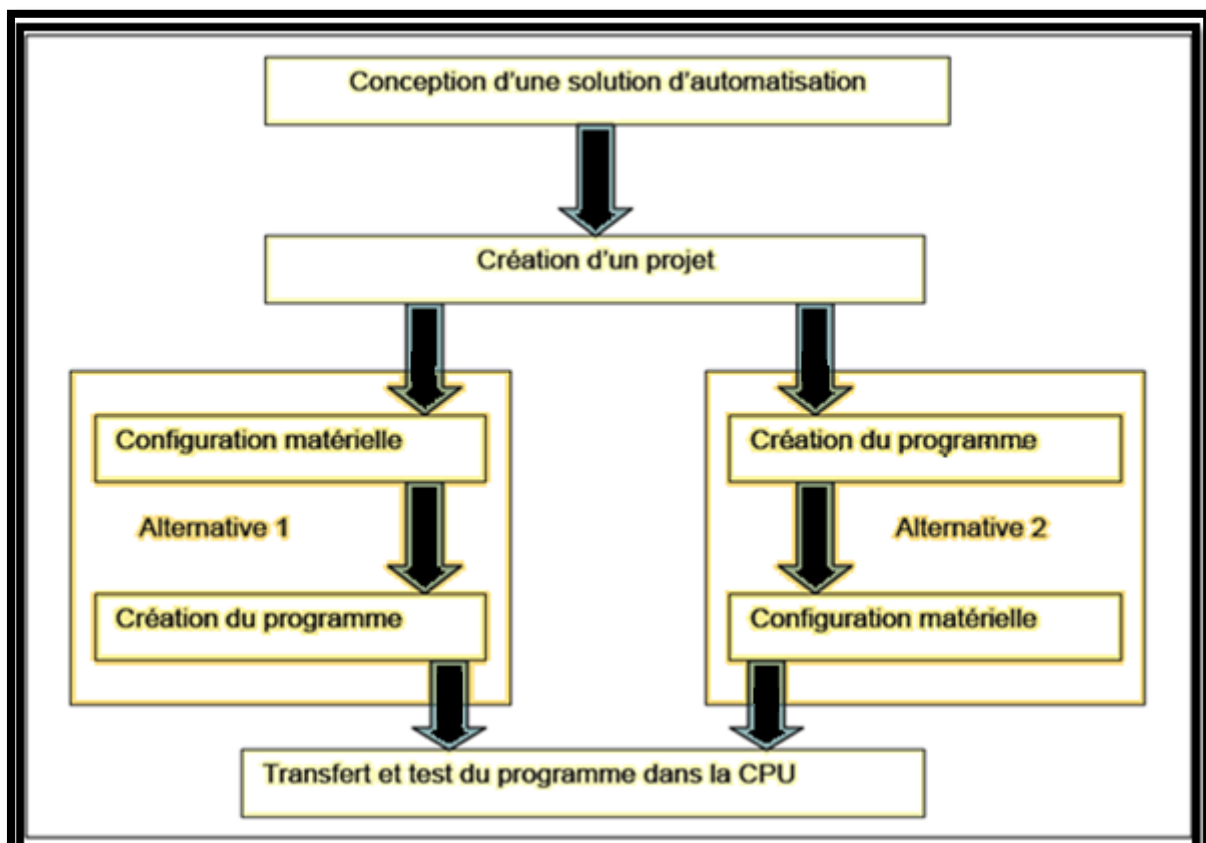 Conception d'une solution d'automatisation
Création d'un projet
Configuration matérielle
Alternative 1
Création du programme
Création du programme
Alternative 2
Configuration matérielle
Transfert et test du programme dans la CPU